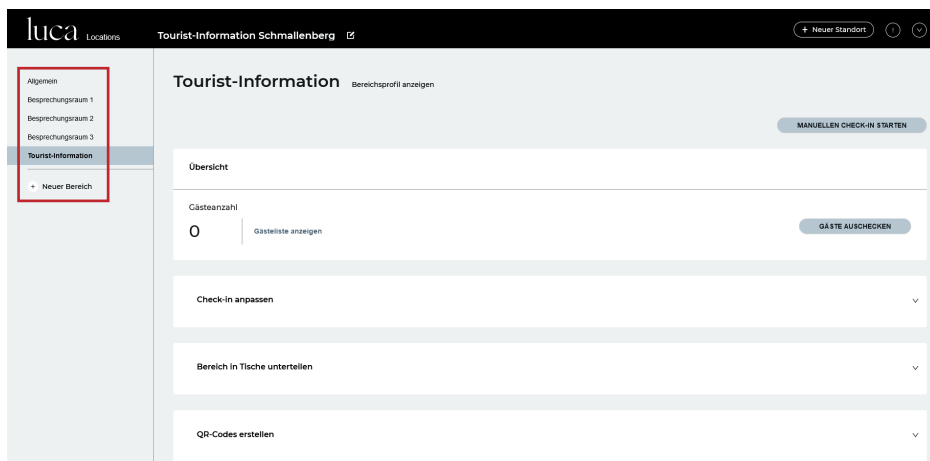 luca Locations
Tourist-Information Schmallenberg
+ Neuer Standort
Allgemein
Besprechungsraum 1
Besprechungsraum 2
Besprechungsraum 3
Tourist-Information
+ Neuer Bereich
Tourist-Information Bereichsprofil anzeigen
MANUELLEN CHECK-IN STARTEN
Übersicht
Gästeanzahl
0 Gästeliste anzeigen
GÄSTE AUSCHECKEN
Check-in anpassen
Bereich in Tische unterteilen
QR-Codes erstellen